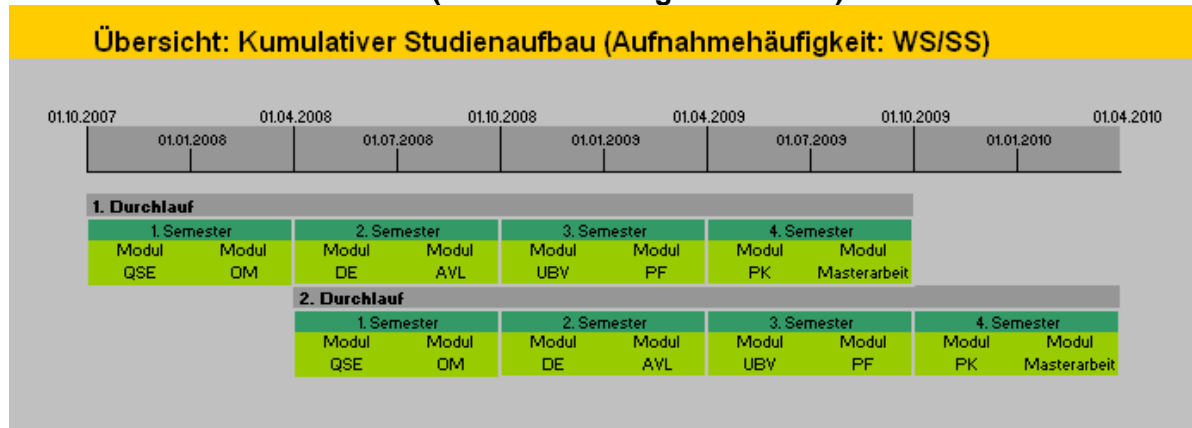 Übersicht: Kumulativer Studienaufbau (Aufnahmehäufigkeit: WS/SS)
01.10.2007 01.04.2008 01.10.2008 01.04.2009 01.10.2009 01.04.2010
01.01.2008 01.07.2008 01.01.2009 01.07.2009 01.01.2010
1. Durchlauf
1. Semester 2. Semester 3. Semester 4. Semester
Modul Modul Modul Modul Modul Modul Modul Modul
QSE OM DE AVL UBV PF PK Masterarbeit
2. Durchlauf
1. Semester 2. Semester 3. Semester 4. Semester
Modul Modul Modul Modul Modul Modul Modul Modul
QSE OM DE AVL UBV PF PK Masterarbeit